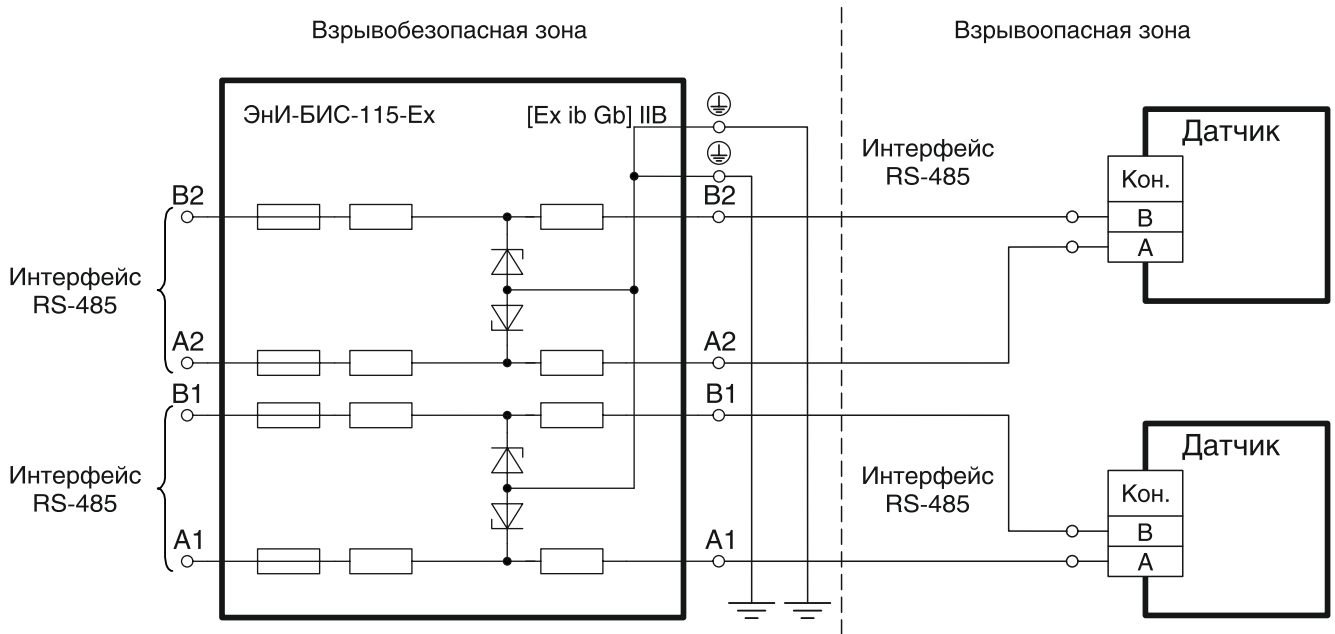 Взрывобезопасная зона
Взрывоопасная зона
ЭнИ-БИС-115-Ex
[Ex ib Gb] IIB
Датчик
Интерфейс
RS-485
Кон.
B2
B2
B
A
Интерфейс
RS-485
A2
A2
B1
B1
Датчик
Интерфейс
RS-485
Интерфейс
RS-485
Кон.
B
A
A1
A1